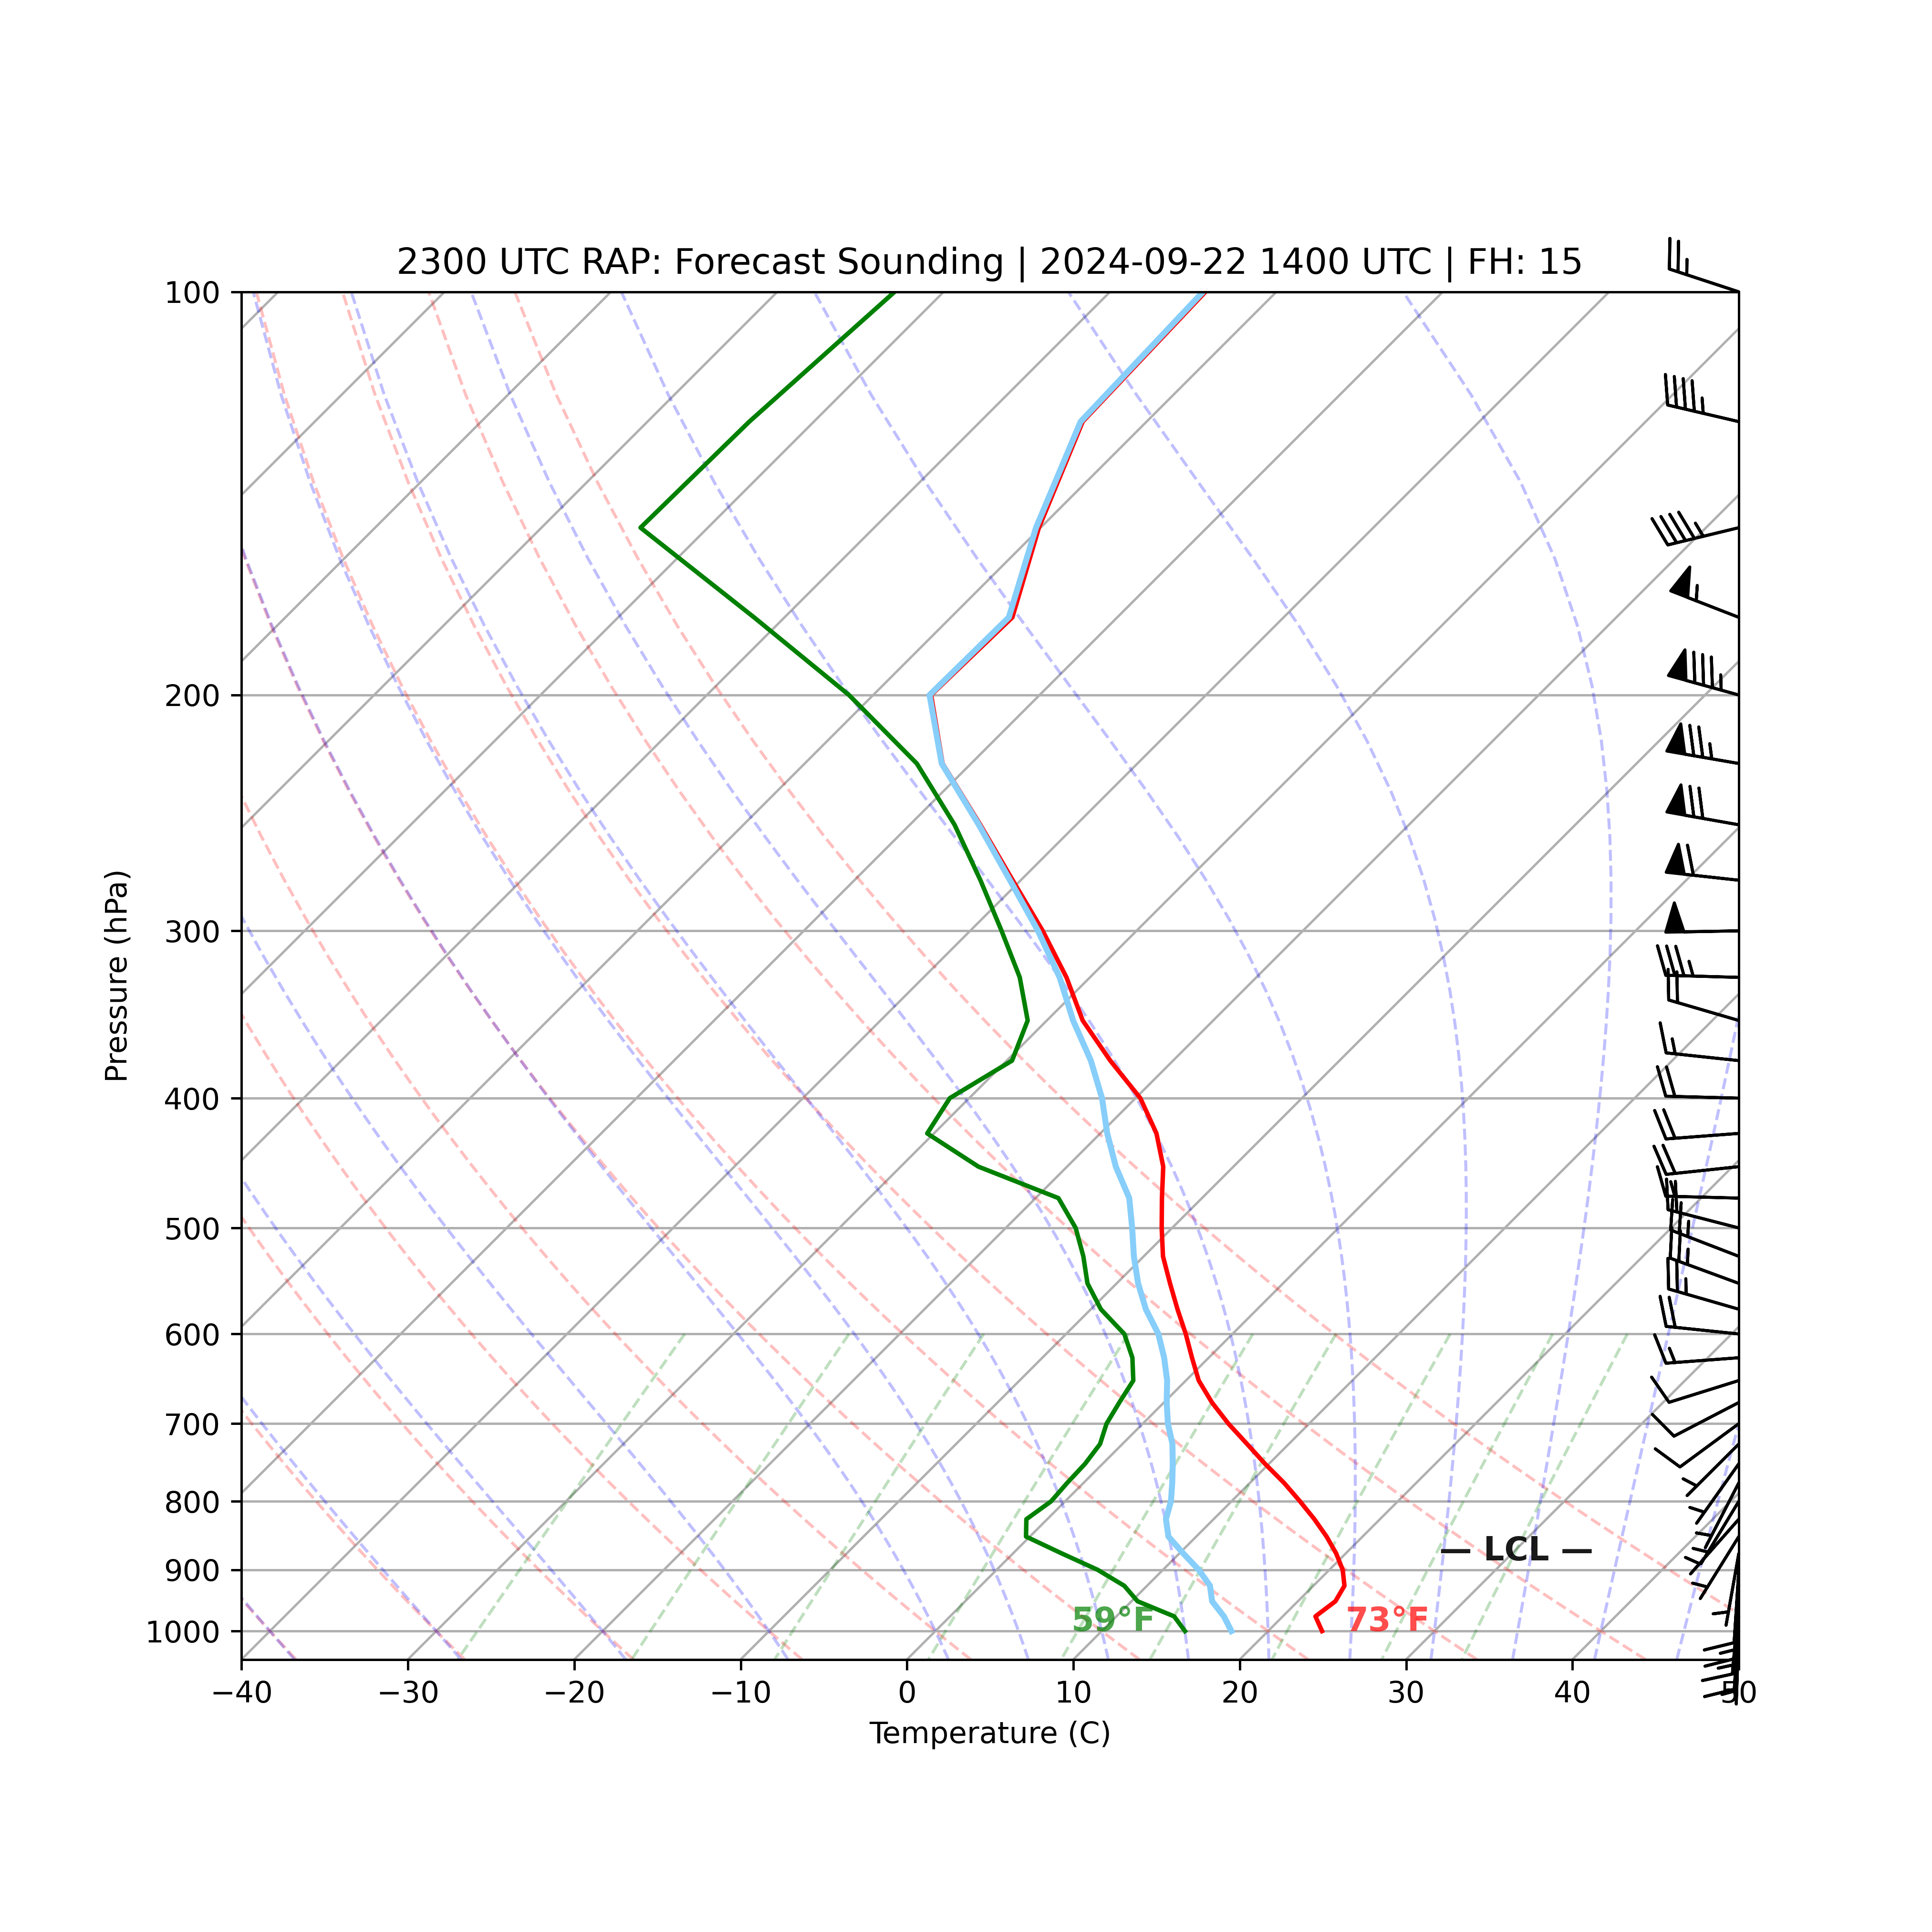 2300 UTC RAP: Forecast Sounding | 2024-09-22 1400 UTC | FH: 15
100
200
300
400
500
600
700
800
900
1000
Pressure (hPa)
— LCL —
59°F
73°F
−40 −30 −20 −10 0 10 20 30 40 50
Temperature (C)